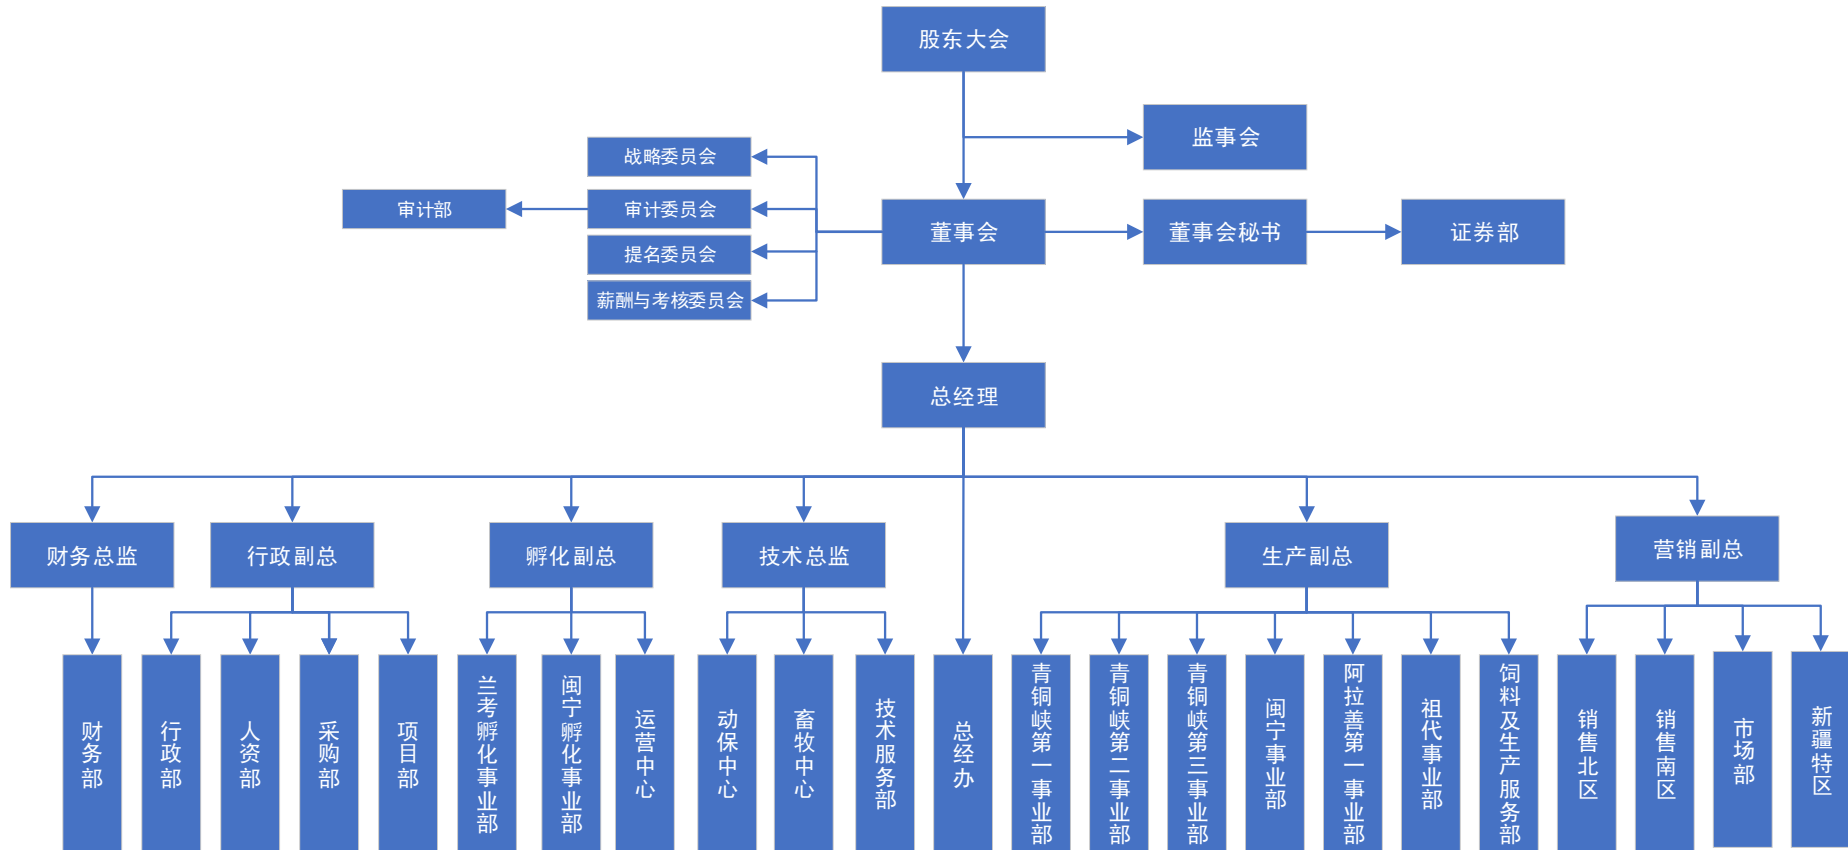 股东大会
监事会
战略委员会
审计部
审计委员会
提名委员会
薪酬与考核委员会
董事会
董事会秘书
证券部
总经理
财务总监
行政副总
孵化副总
技术总监
生产副总
营销副总
财务部
行政部
人资部
采购部
项目部
兰考孵化事业部
闽宁孵化事业部
运营中心
动保中心
畜牧中心
技术服务部
总经办
青铜峡第一事业部
青铜峡第二事业部
青铜峡第三事业部
闽宁事业部
阿拉善第一事业部
祖代事业部
饲料及生产服务部
销售北区
销售南区
市场部
新疆特区